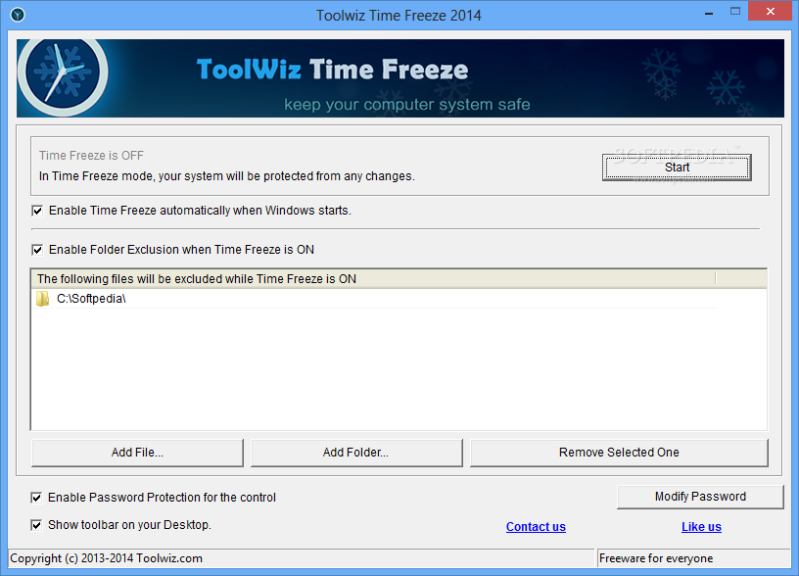 Toolwiz Time Freeze 2014
ToolWiz Time Freeze
keep your computer system safe
Time Freeze is OFF
In Time Freeze mode, your system will be protected from any changes.
SOFTPEDIA
Start
Enable Time Freeze automatically when Windows starts.
Enable Folder Exclusion when Time Freeze is ON
The following files will be excluded while Time Freeze is ON
C:\Softpedia\
Add File...
Add Folder...
Remove Selected One
Enable Password Protection for the control
Modify Password
Show toolbar on your Desktop.
Contact us
Like us
Copyright (c) 2013-2014 Toolwiz.com
Freeware for everyone